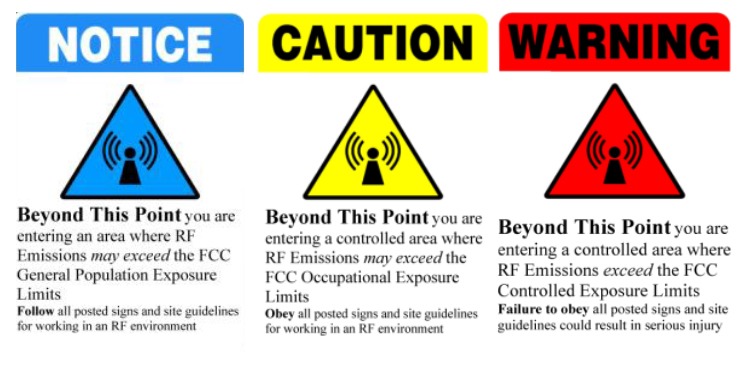 NOTICE
Beyond This Point you are
entering an area where RF
Emissions may exceed the FCC
General Population Exposure
Limits
Follow all posted signs and site guidelines
for working in an RF environment
CAUTION
Beyond This Point you are
entering a controlled area where
RF Emissions may exceed the
FCC Occupational Exposure
Limits
Obey all posted signs and site guidelines
for working in an RF environment
WARNING
Beyond This Point you are
entering a controlled area where
RF Emissions exceed the FCC
Controlled Exposure Limits
Failure to obey all posted signs and site
guidelines could result in serious injury